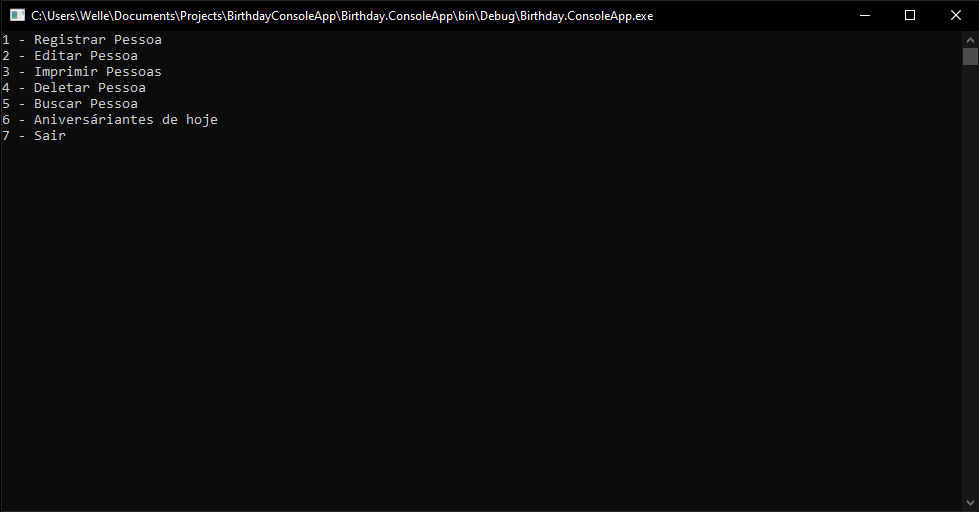 C:\Users\Welle\Documents\Projects\BirthdayConsoleApp\Birthday.ConsoleApp\bin\Debug\Birthday.ConsoleApp.exe
1 - Registrar Pessoa
2 - Editar Pessoa
3 - Imprimir Pessoas
4 - Deletar Pessoa
5 - Buscar Pessoa
6 - Aniversáriantes de hoje
7 - Sair